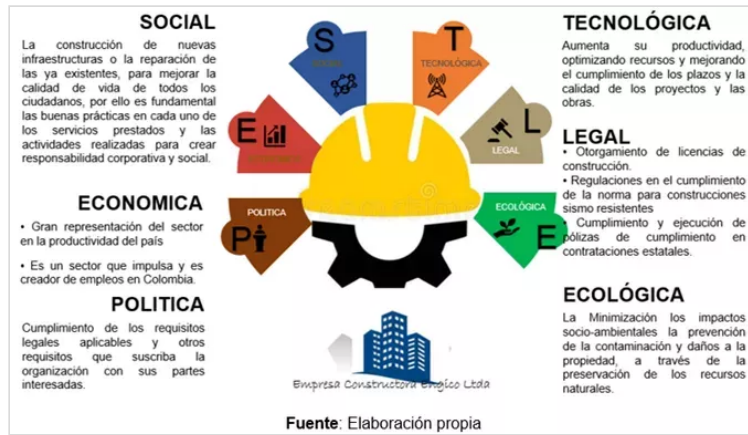 SOCIAL
La construcción de nuevas
infraestructuras o la reparación de
las ya existentes, para mejorar la
calidad de vida de todos los
ciudadanos, por ello es fundamental
las buenas prácticas en cada uno de
los servicios prestados y las
actividades realizadas para crear
responsabilidad corporativa y social.
ECONOMICA
• Gran representación del sector
en la productividad del país
• Es un sector que impulsa y es
creador de empleos en Colombia.
POLITICA
Cumplimiento de los requisitos
legales aplicables y otros
requisitos que suscriba la
organización con sus partes
interesadas.
P
POLITICA
E
S
T
TECNOLÓGICA
L
LEGAL
E
ECOLÓGICA
TECNOLÓGICA
Aumenta su productividad,
optimizando recursos y mejorando
el cumplimiento de los plazos y la
calidad de los proyectos y las
obras.
LEGAL
• Otorgamiento de licencias de
construcción.
• Regulaciones en el cumplimiento
de la norma para construcciones
sismo resistentes
• Cumplimiento y ejecución de
pólizas de cumplimiento en
contrataciones estatales.
ECOLÓGICA
La Minimización los impactos
socio-ambientales la prevención
de la contaminación y daños a la
propiedad, a través de la
preservación de los recursos
naturales.
Empresa Constructora Engico Ltda
Fuente: Elaboración propia